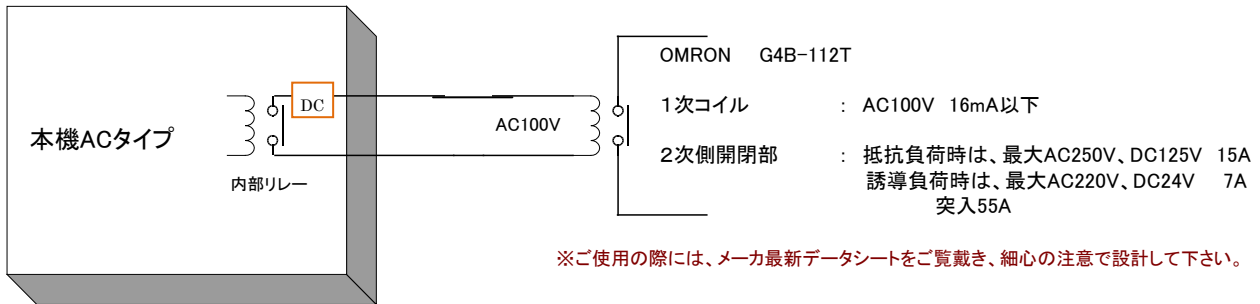 OMRON G4B-112T
DC
1次コイル : AC100V 16mA以下
AC100V
本機ACタイプ
2次側開閉部 : 抵抗負荷時は、最大AC250V、DC125V 15A
内部リレー
誘導負荷時は、最大AC220V、DC24V 7A
突入55A
※ご使用の際には、メーカ最新データシートをご覧戴き、細心の注意で設計して下さい。